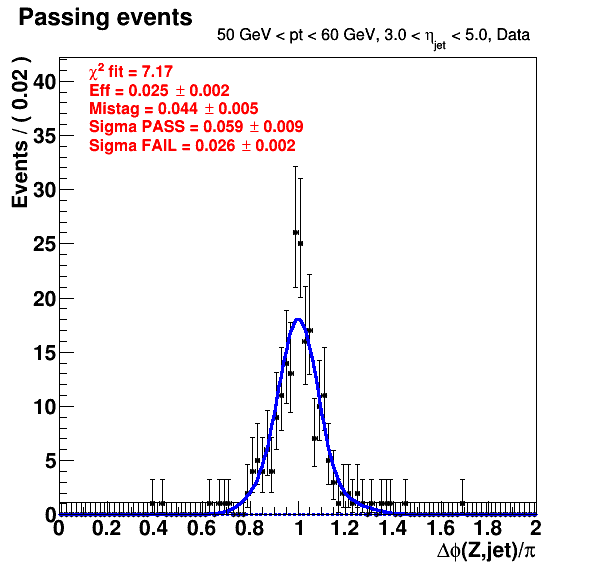 Passing events
50 GeV < pt < 60 GeV, 3.0 < η_jet < 5.0, Data
χ² fit = 7.17
Eff = 0.025 ± 0.002
Mistag = 0.044 ± 0.005
Sigma PASS = 0.059 ± 0.009
Sigma FAIL = 0.026 ± 0.002
Events / ( 0.02 )
40
35
30
25
20
15
10
5
0
0 0.2 0.4 0.6 0.8 1 1.2 1.4 1.6 1.8 2
Δϕ(Z,jet)/π